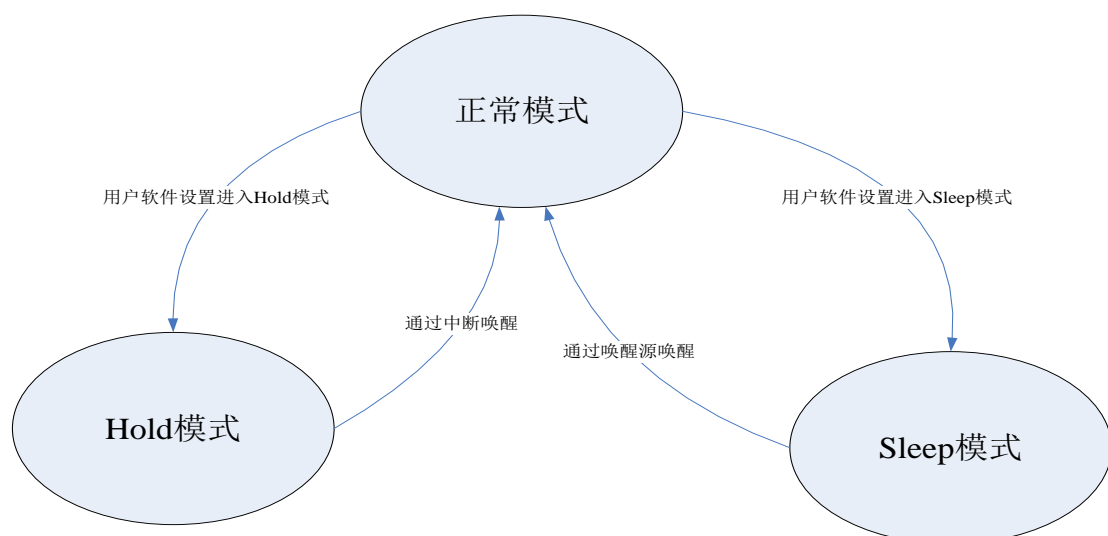 正常模式
用户软件设置进入Hold模式
用户软件设置进入Sleep模式
通过中断唤醒
通过唤醒源唤醒
Hold模式
Sleep模式